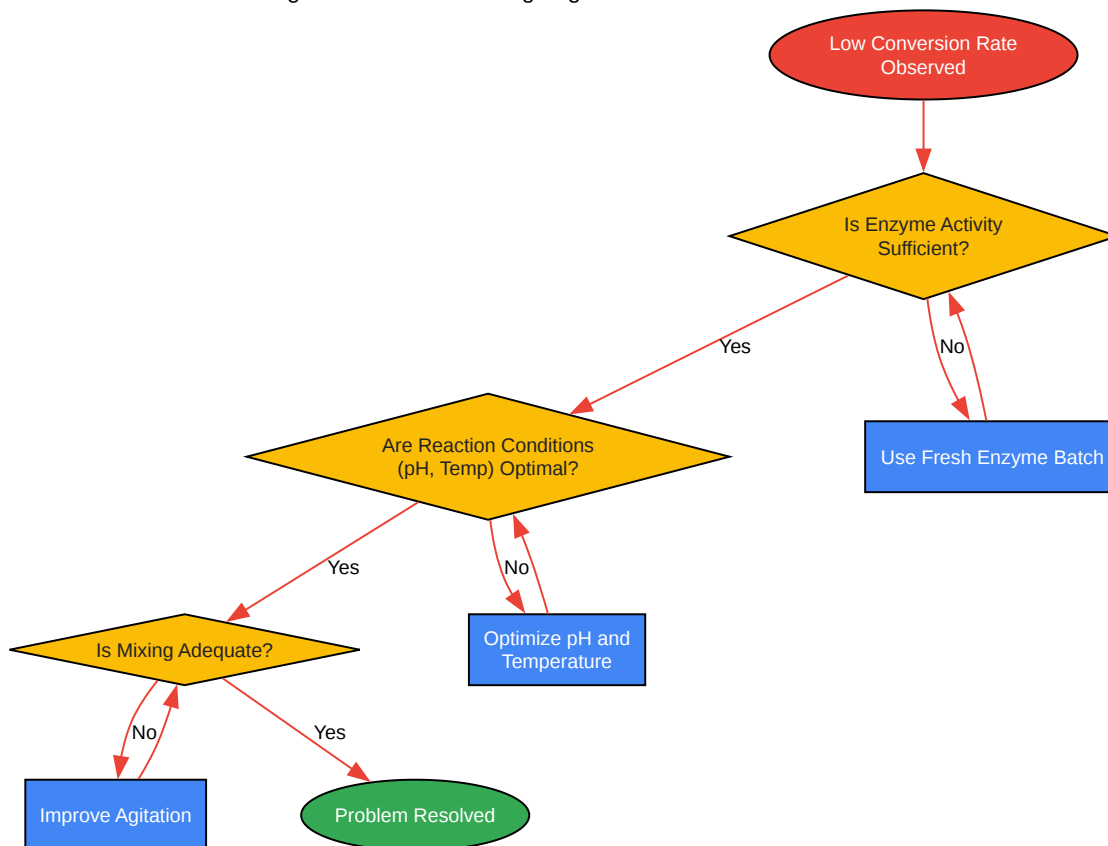 Low Conversion Rate
Observed
Is Enzyme Activity
Sufficient?
Yes
No
Use Fresh Enzyme Batch
Are Reaction Conditions
(pH, Temp) Optimal?
Yes
No
Optimize pH and
Temperature
Is Mixing Adequate?
No
Yes
Improve Agitation
Problem Resolved